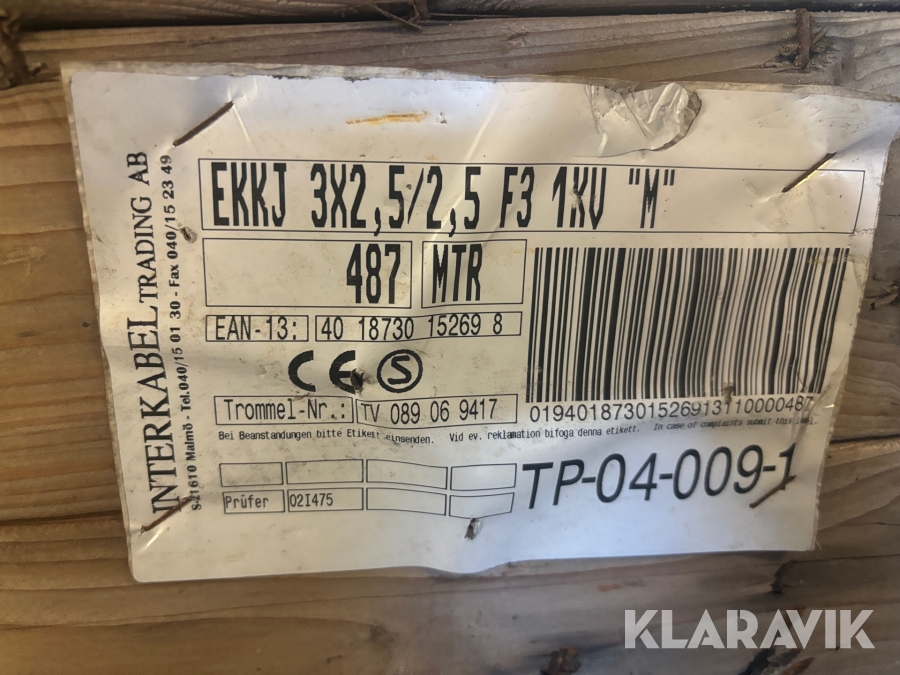 INTERKABEL TRADING AB
S-21610 Malmö - Tel.040/15 01 30 - Fax 040/15 23 49
EKKJ 3X2,5/2,5 F3 1KV "M"
487 MTR
EAN-13: 40 18730 15269 8
CE S
Trommel-Nr.: TV 089 06 9417
01940187301526913110000487
Bei Beanstandungen bitte Etikett einsenden. Vid ev. reklamation bifoga denna etikett. In case of complaints submit this label
TP-04-009-1
Prüfer 02I475
KLARAVIK